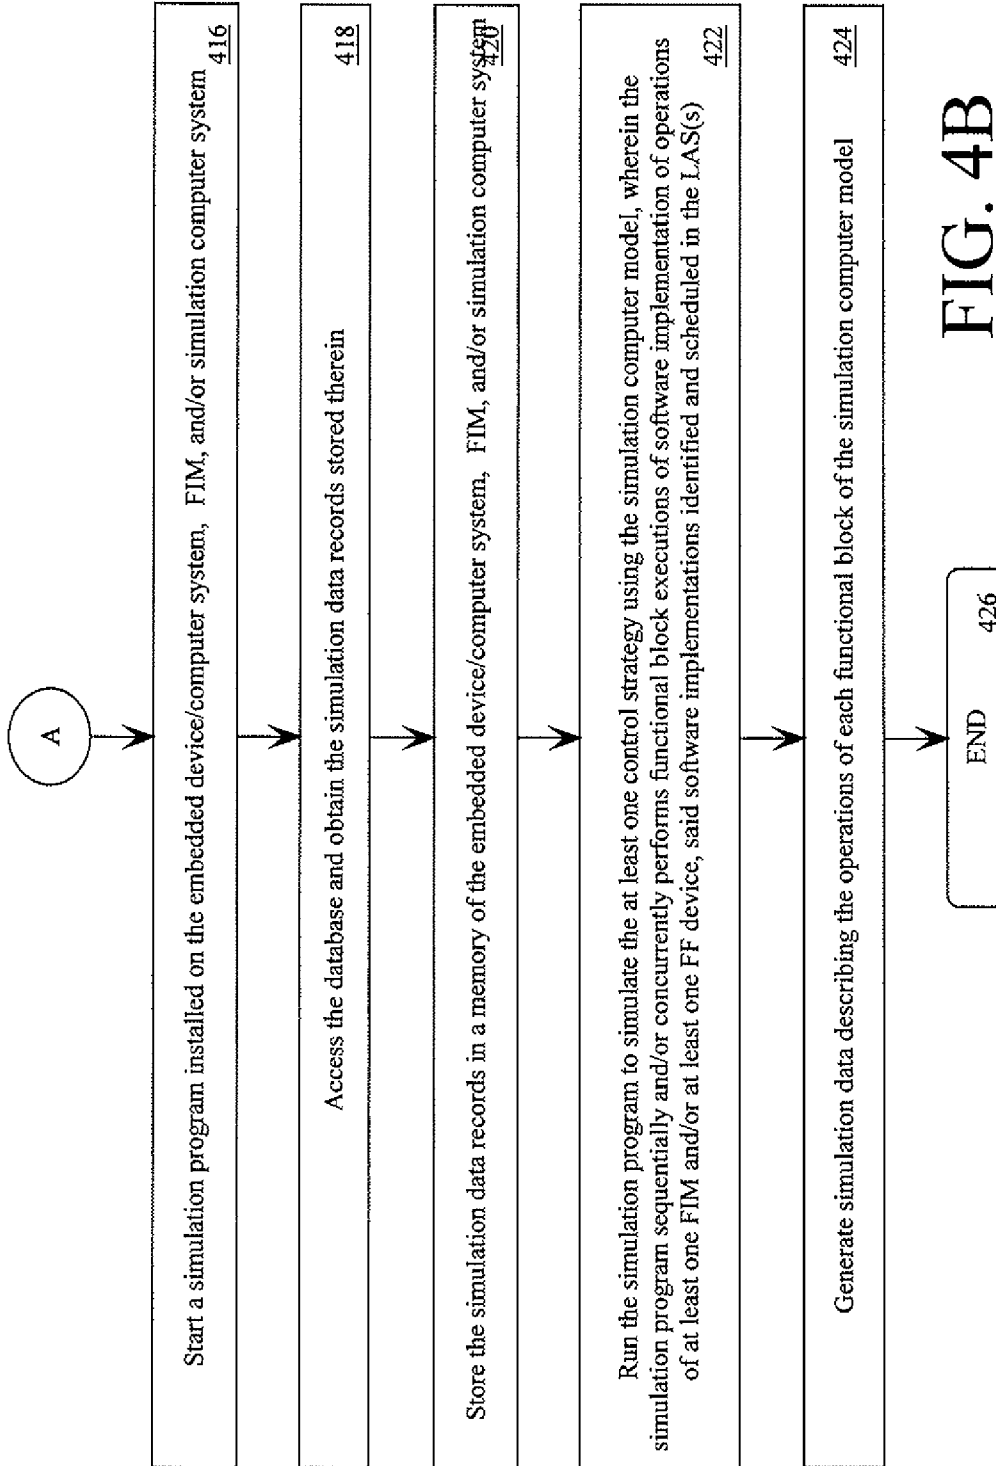 A
Start a simulation program installed on the embedded device/computer system, FIM, and/or simulation computer system
416
Access the database and obtain the simulation data records stored therein
418
Store the simulation data records in a memory of the embedded device/computer system, FIM, and/or simulation computer system
420
Run the simulation program to simulate the at least one control strategy using the simulation computer model, wherein the
simulation program sequentially and/or concurrently performs functional block executions of software implementation of operations
of at least one FIM and/or at least one FF device, said software implementations identified and scheduled in the LAS(s)
422
Generate simulation data describing the operations of each functional block of the simulation computer model
424
END
426
FIG. 4B